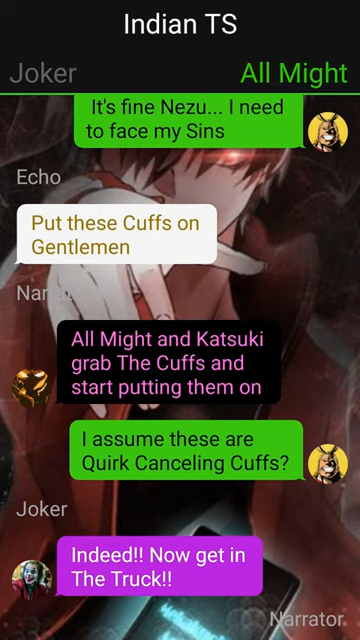 Indian TS
Joker
All Might
It's fine Nezu... I need
to face my Sins
Echo
Put these Cuffs on
Gentlemen
Narrator
All Might and Katsuki
grab The Cuffs and
start putting them on
I assume these are
Quirk Canceling Cuffs?
Joker
Indeed!! Now get in
The Truck!!
Narrator